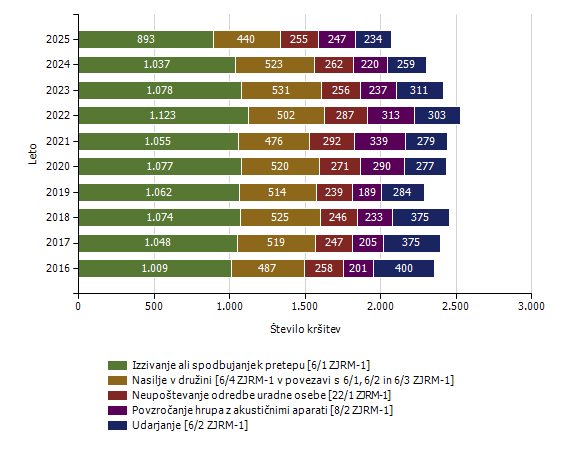 Leto
2025 893 440 255 247 234
2024 1.037 523 262 220 259
2023 1.078 531 256 237 311
2022 1.123 502 287 313 303
2021 1.055 476 292 339 279
2020 1.077 520 271 290 277
2019 1.062 514 239 189 284
2018 1.074 525 246 233 375
2017 1.048 519 247 205 375
2016 1.009 487 258 201 400
0 500 1.000 1.500 2.000 2.500 3.000
Število kršitev
Izzivanje ali spodbujanje k pretepu [6/1 ZJRM-1]
Nasilje v družini [6/4 ZJRM-1 v povezavi s 6/1, 6/2 in 6/3 ZJRM-1]
Neupoštevanje odredbe uradne osebe [22/1 ZJRM-1]
Povzročanje hrupa z akustičnimi aparati [8/2 ZJRM-1]
Udarjanje [6/2 ZJRM-1]